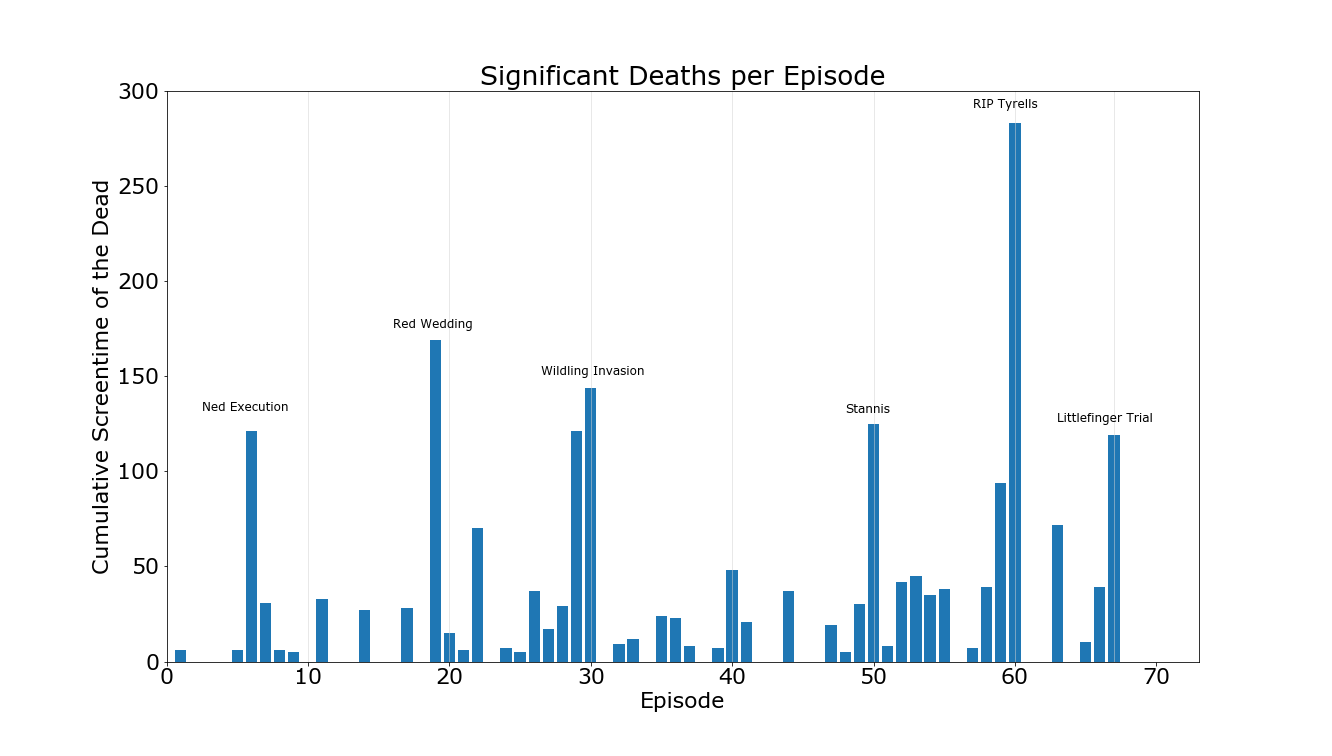 Significant Deaths per Episode
300
RIP Tyrells
250
200
Red Wedding
150
Wildling Invasion
Ned Execution
Stannis
Littlefinger Trial
100
50
0
Cumulative Screentime of the Dead
0 10 20 30 40 50 60 70
Episode